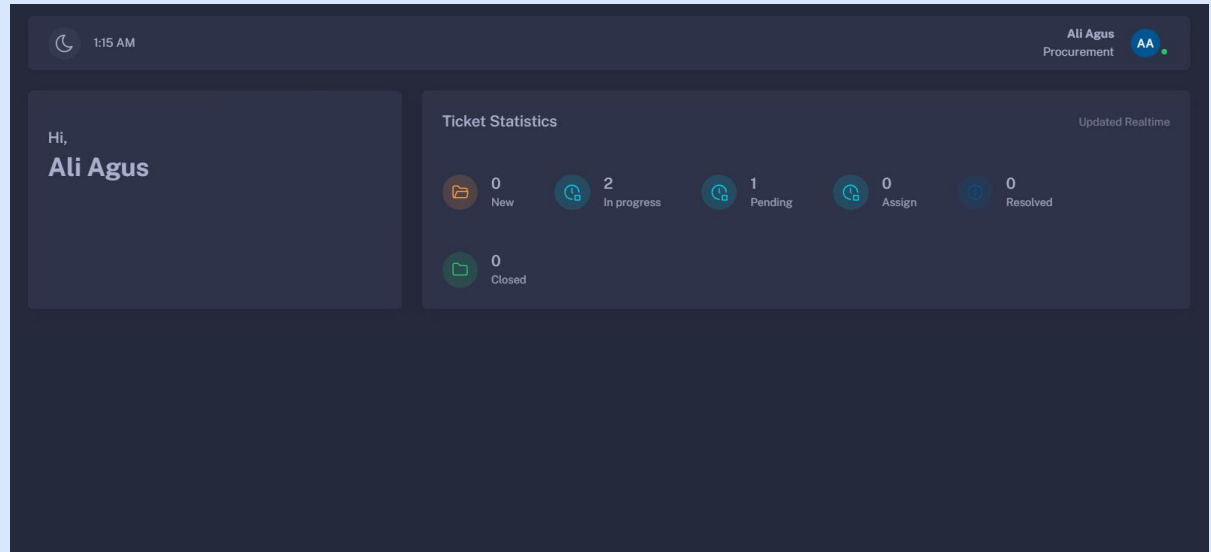 1:15 AM
Ali Agus
Procurement
AA
Hi,
Ali Agus
Ticket Statistics
Updated Realtime
0
New
2
In progress
1
Pending
0
Assign
0
Resolved
0
Closed